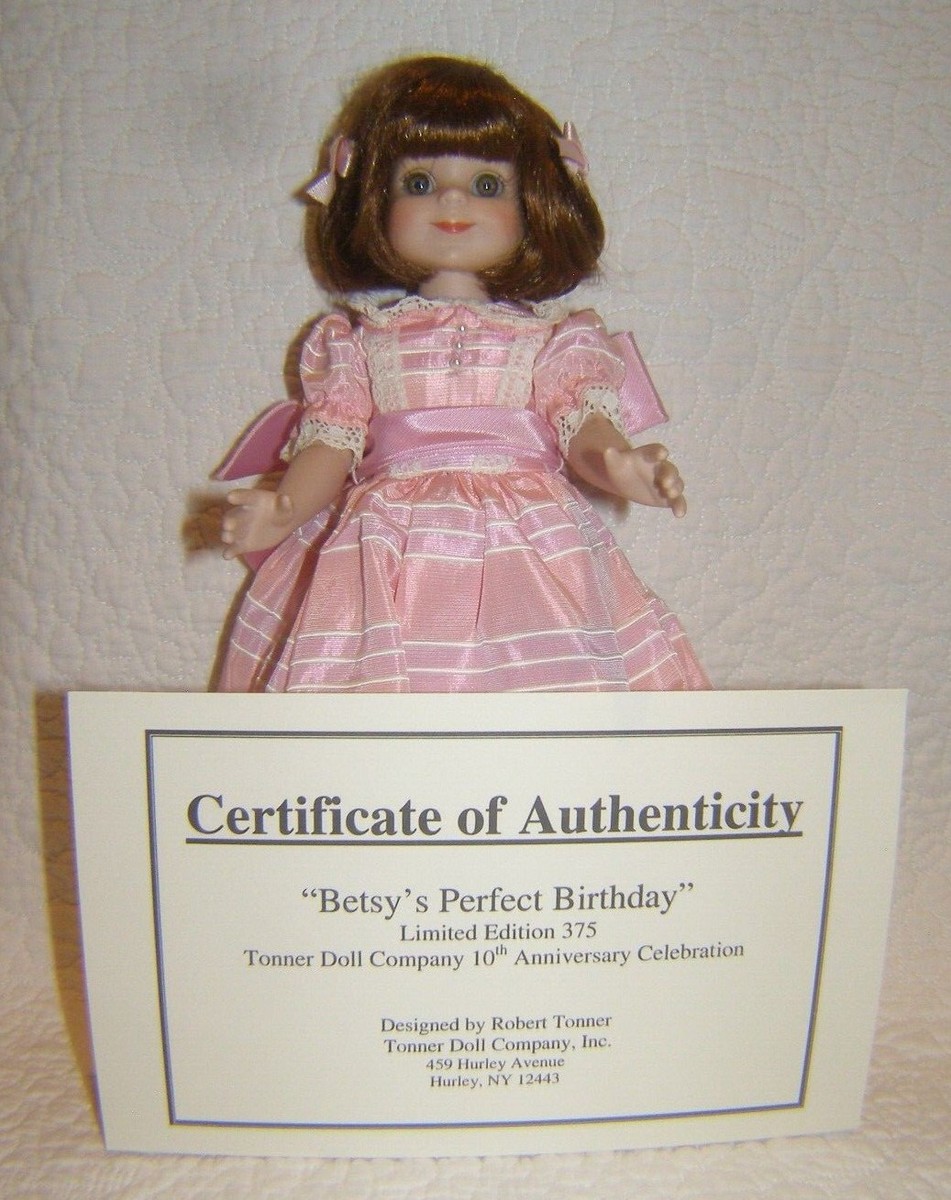 Certificate of Authenticity
“Betsy’s Perfect Birthday”
Limited Edition 375
Tonner Doll Company 10th Anniversary Celebration
Designed by Robert Tonner
Tonner Doll Company, Inc.
459 Hurley Avenue
Hurley, NY 12443